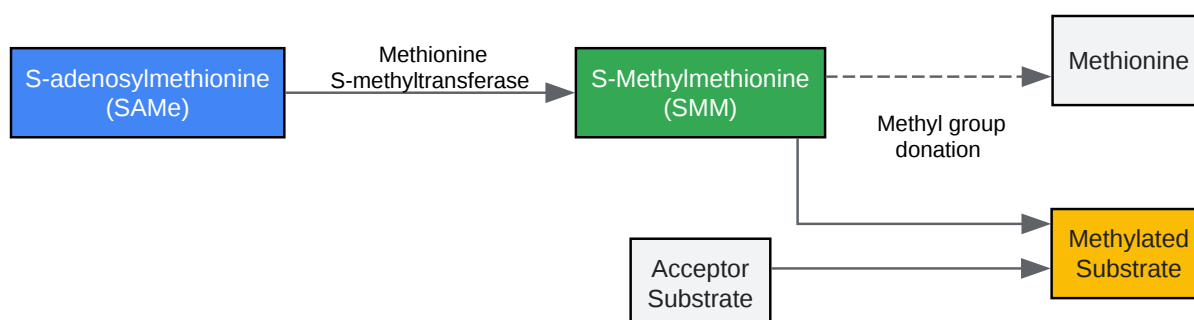 S-adenosylmethionine
(SAMe)
Methionine
S-methyltransferase
S-Methylmethionine
(SMM)
Methionine
Methyl group
donation
Acceptor
Substrate
Methylated
Substrate